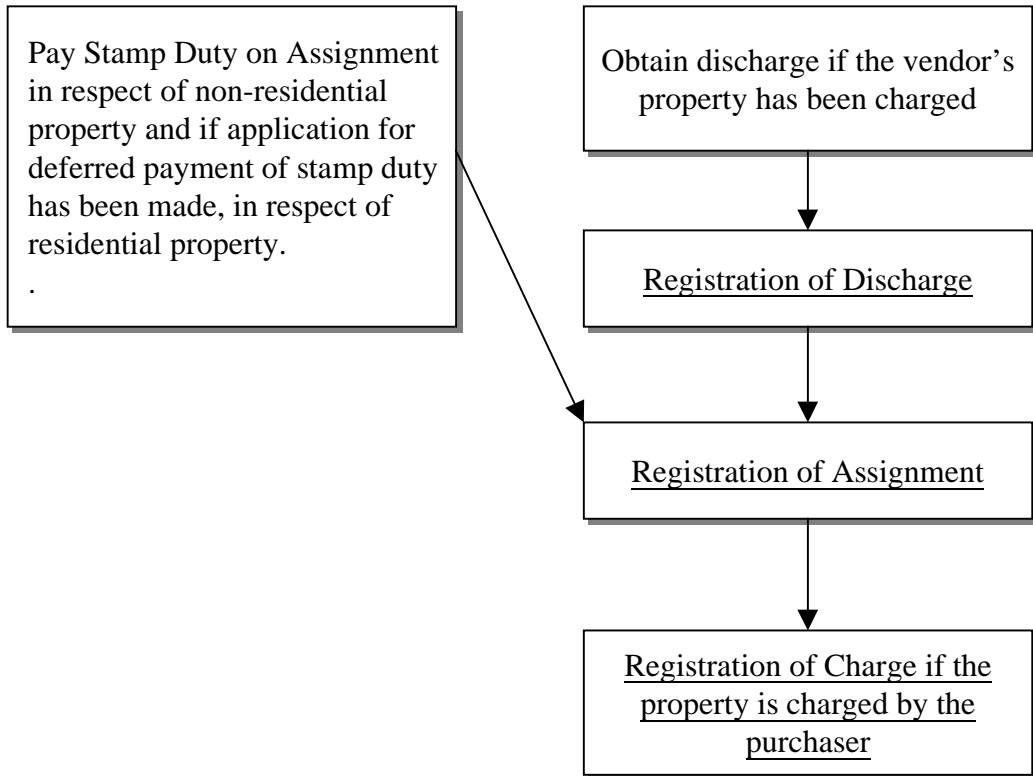 Pay Stamp Duty on Assignment
in respect of non-residential
property and if application for
deferred payment of stamp duty
has been made, in respect of
residential property.
.
Obtain discharge if the vendor’s
property has been charged
Registration of Discharge
Registration of Assignment
Registration of Charge if the
property is charged by the
purchaser